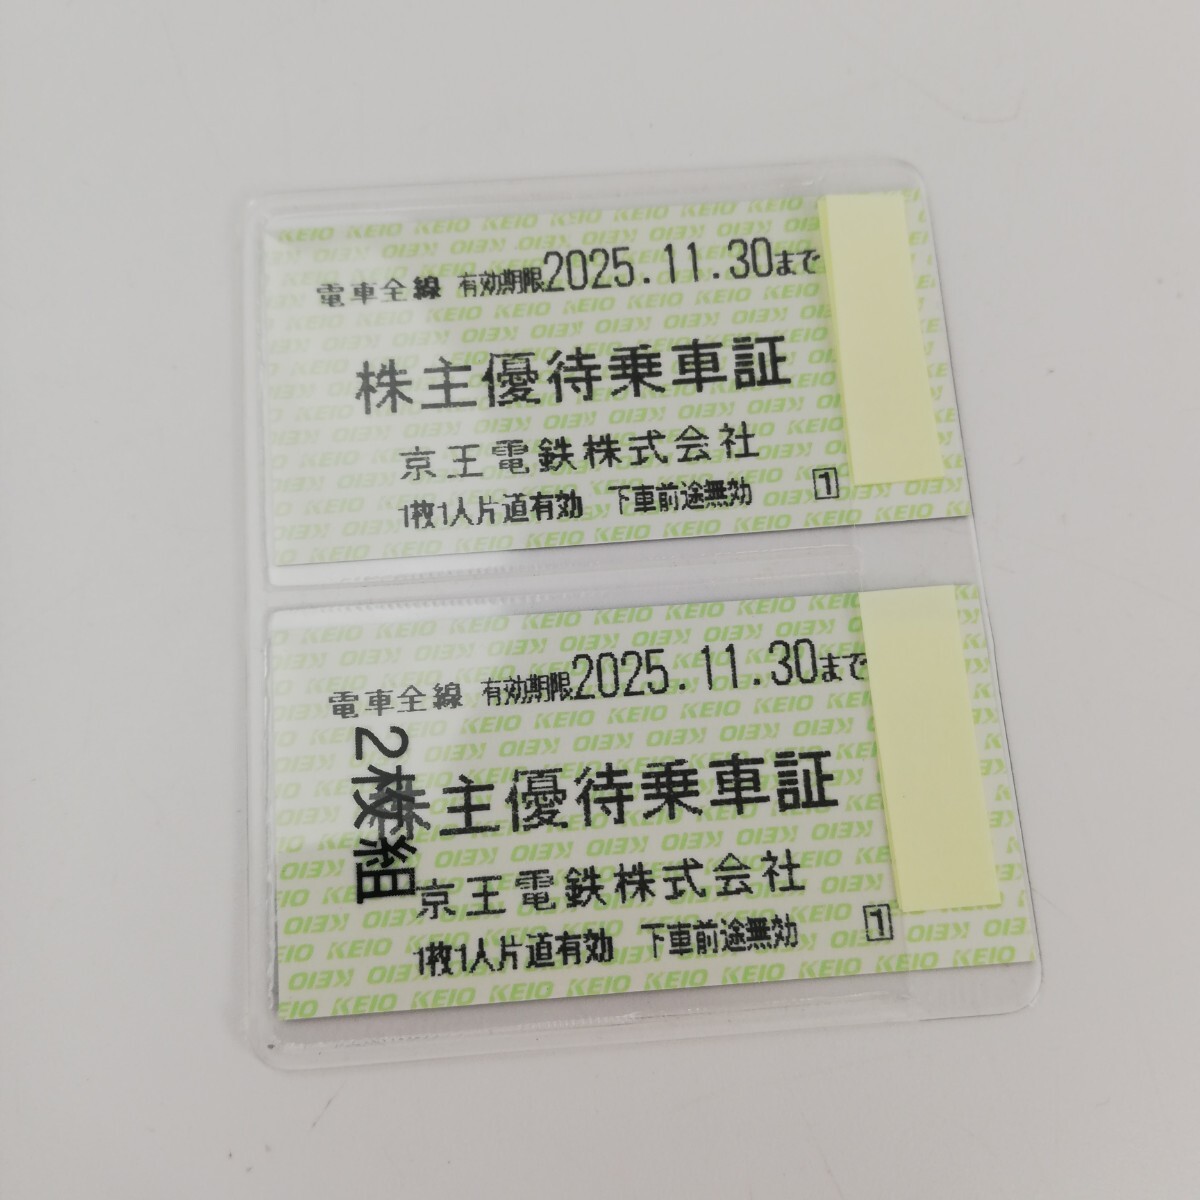 電車全線 有効期限2025.11.30まで
株主優待乗車証
京王電鉄株式会社
1枚1人片道有効 下車前途無効 1
電車全線 有効期限2025.11.30まで
株主優待乗車証
京王電鉄株式会社
1枚1人片道有効 下車前途無効 1
2枚組
KEIO